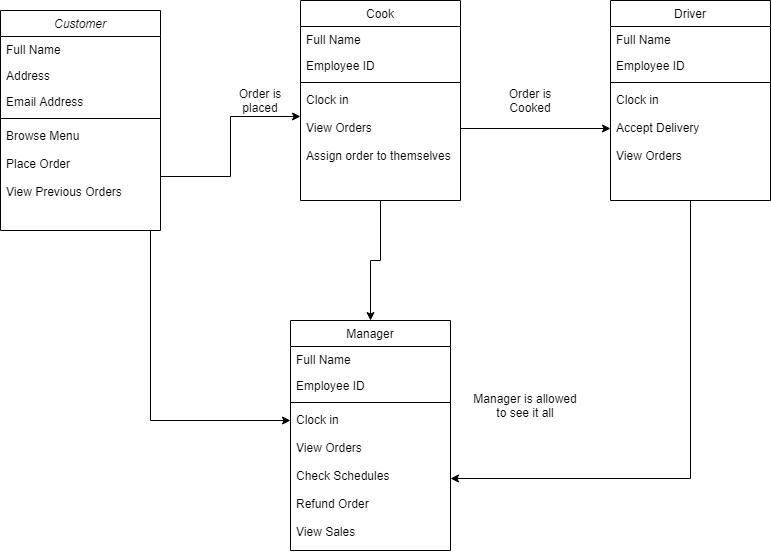 Customer
Full Name
Address
Email Address
Browse Menu
Place Order
View Previous Orders
Order is
placed
Cook
Full Name
Employee ID
Clock in
View Orders
Assign order to themselves
Order is
Cooked
Driver
Full Name
Employee ID
Clock in
Accept Delivery
View Orders
Manager
Full Name
Employee ID
Clock in
View Orders
Check Schedules
Refund Order
View Sales
Manager is allowed
to see it all